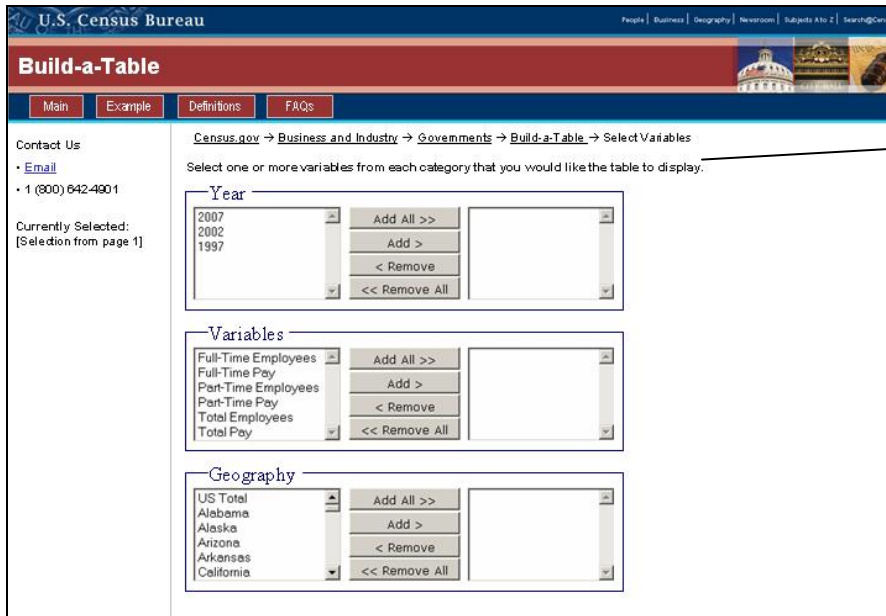 U.S. Census Bureau
People | Business | Geography | Newsroom | Subjects A to Z | Search@Cen
Build-a-Table
Main Example Definitions FAQs
Contact Us
• Email
• 1 (800) 642-4901
Currently Selected:
[Selection from page 1]
Census.gov → Business and Industry → Governments → Build-a-Table → Select Variables
Select one or more variables from each category that you would like the table to display.
Year
2007
2002
1997
Add All >>
Add >
< Remove
<< Remove All
Variables
Full-Time Employees
Full-Time Pay
Part-Time Employees
Part-Time Pay
Total Employees
Total Pay
Add All >>
Add >
< Remove
<< Remove All
Geography
US Total
Alabama
Alaska
Arizona
Arkansas
California
Add All >>
Add >
< Remove
<< Remove All